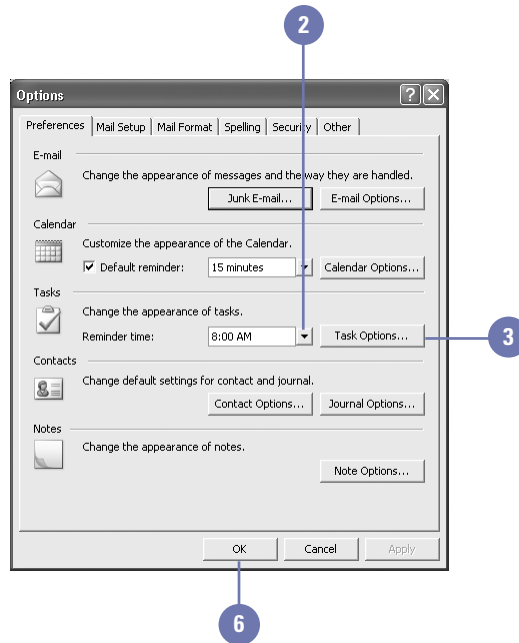 2
Options
Preferences Mail Setup Mail Format Spelling Security Other
E-mail
Change the appearance of messages and the way they are handled.
Junk E-mail... E-mail Options...
Calendar
Customize the appearance of the Calendar.
Default reminder: 15 minutes Calendar Options...
Tasks
Change the appearance of tasks.
Reminder time: 8:00 AM Task Options...
3
Contacts
Change default settings for contact and journal.
Contact Options... Journal Options...
Notes
Change the appearance of notes.
Note Options...
OK Cancel Apply
6